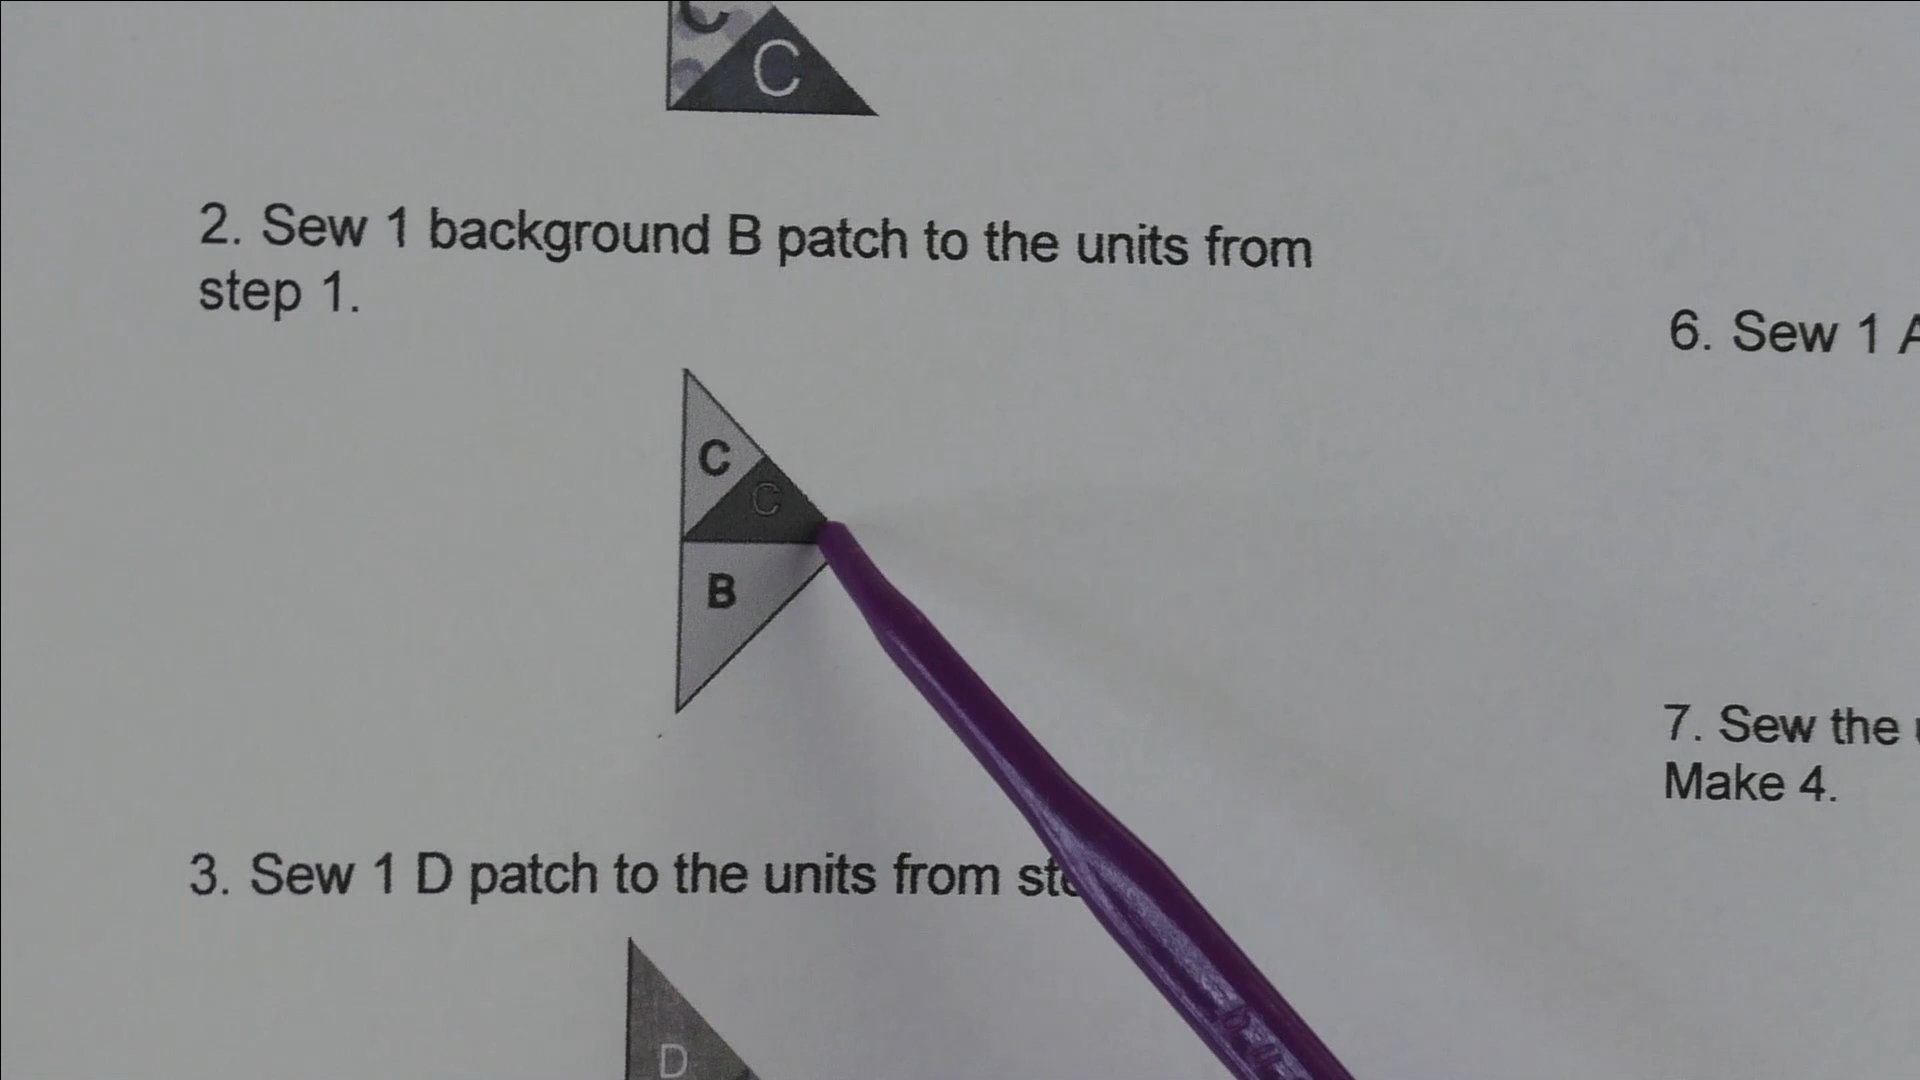 C
C
2. Sew 1 background B patch to the units from
step 1.
C
C
B
3. Sew 1 D patch to the units from
D
6. Sew 1 A
7. Sew the
Make 4.